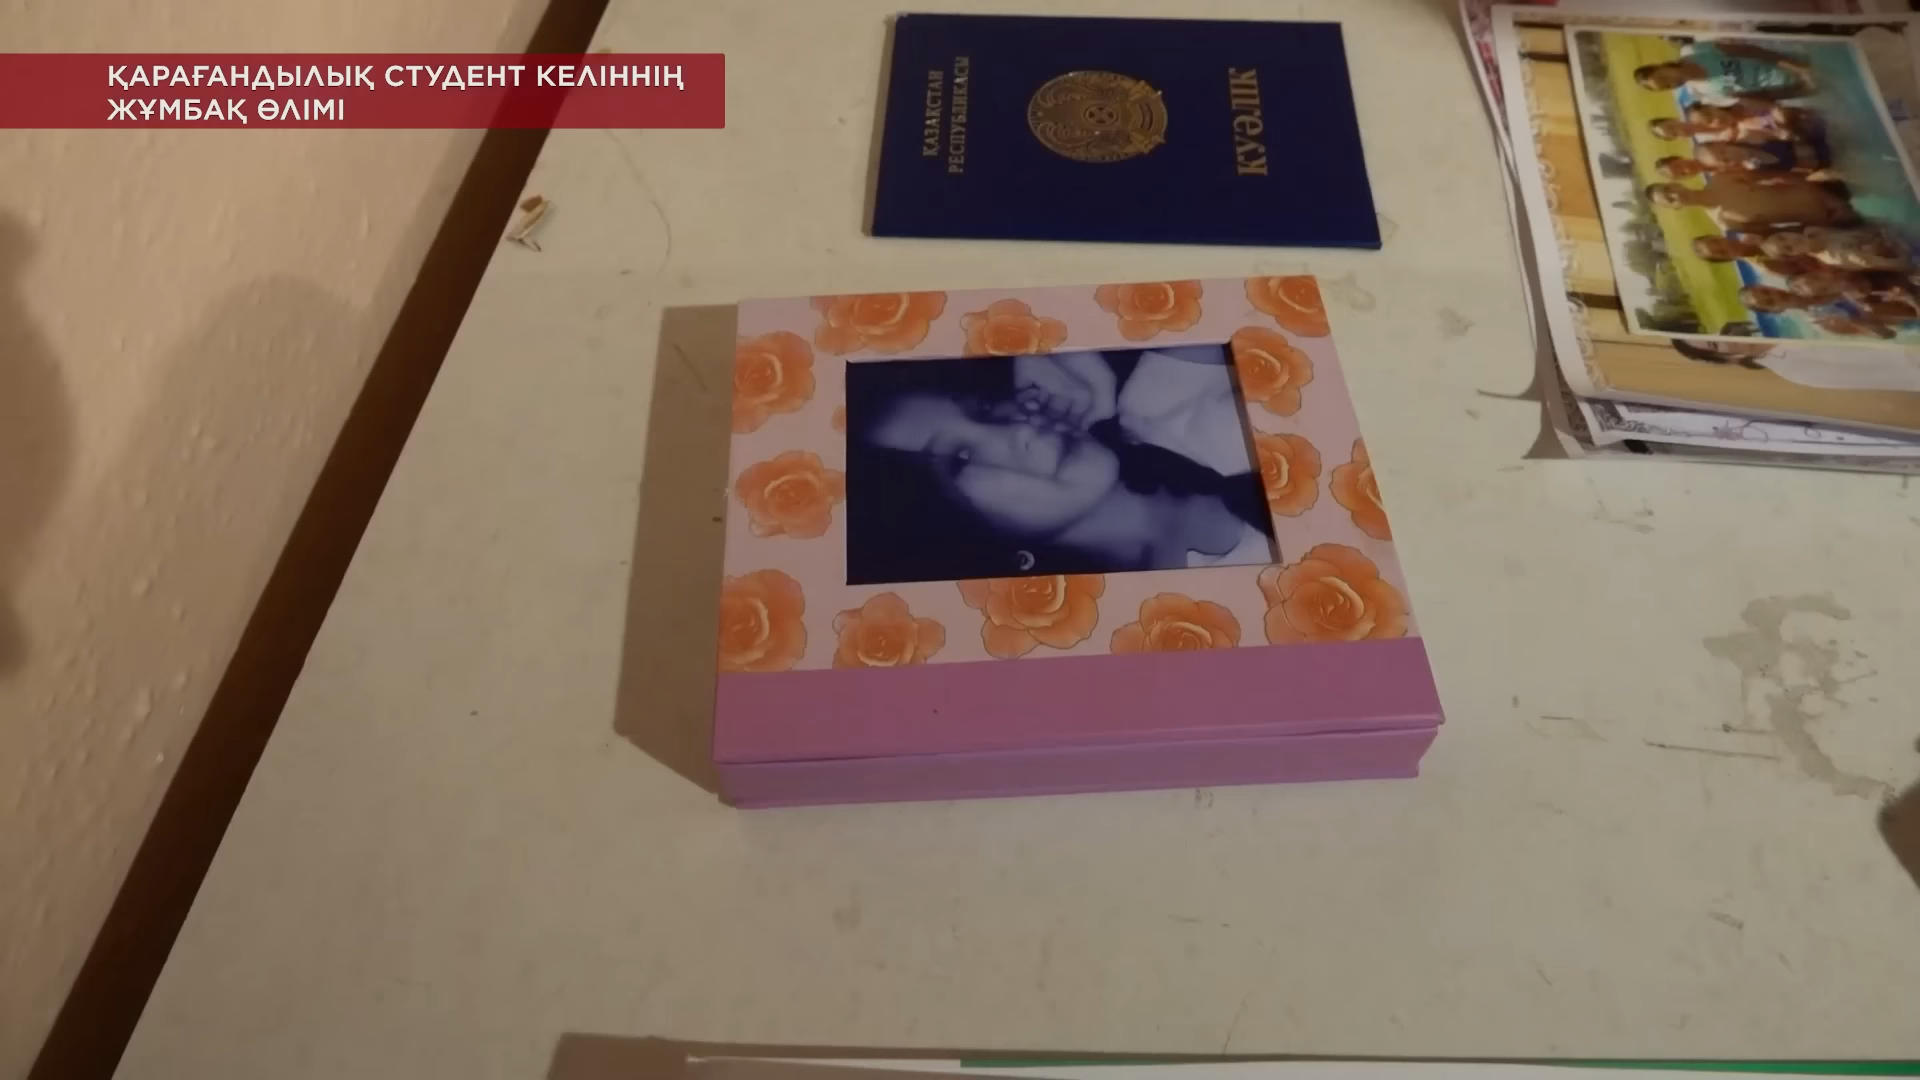 ҚАРАҒАНДЫЛЫҚ СТУДЕНТ КЕЛІННІҢ
ЖҰМБАҚ ӨЛІМІ
ҚАЗАҚСТАН
РЕСПУБЛИКАСЫ
КУӘЛІК